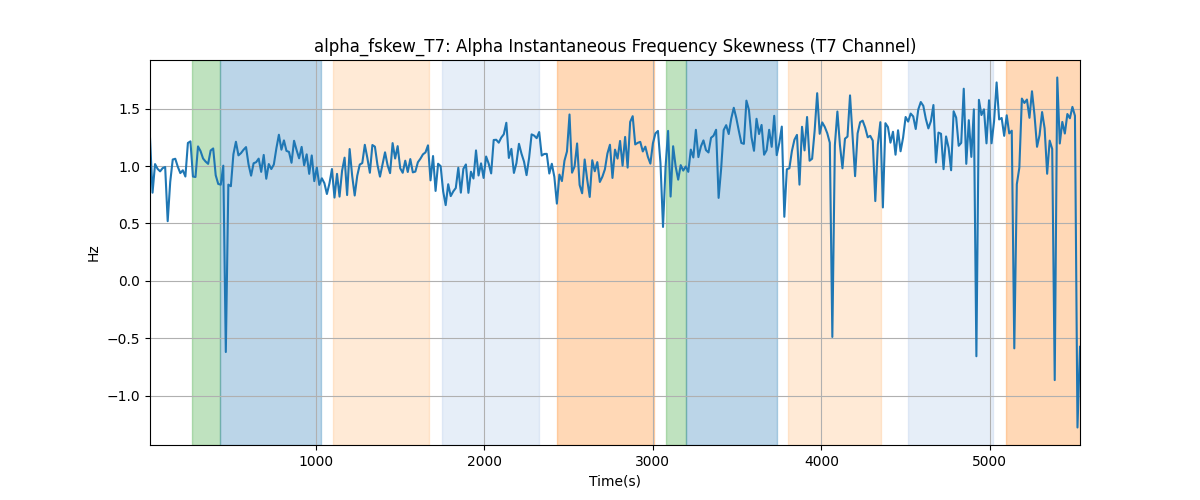 alpha_fskew_T7: Alpha Instantaneous Frequency Skewness (T7 Channel)
1.5
1.0
0.5
0.0
−0.5
−1.0
Hz
1000 2000 3000 4000 5000
Time(s)